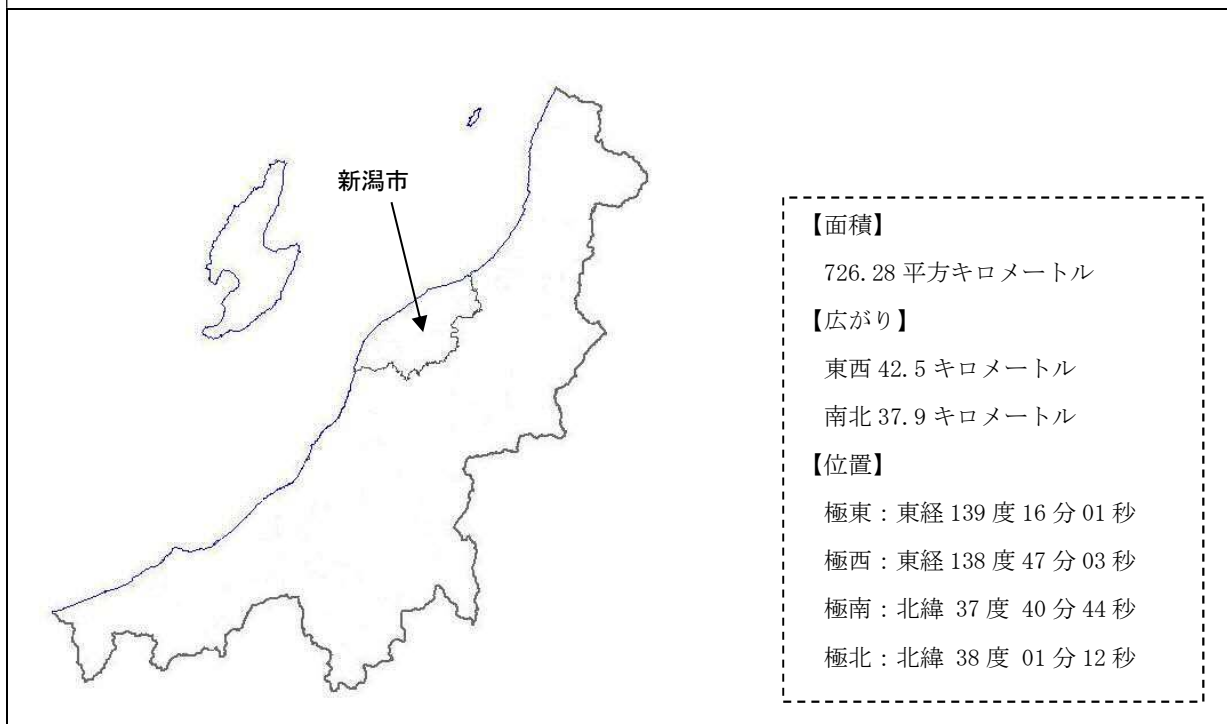 新潟市
【面積】
726.28 平方キロメートル
【広がり】
東西 42.5 キロメートル
南北 37.9 キロメートル
【位置】
極東：東経 139 度 16 分 01 秒
極西：東経 138 度 47 分 03 秒
極南：北緯 37 度 40 分 44 秒
極北：北緯 38 度 01 分 12 秒